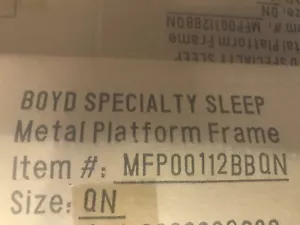 BOYD SPECIALTY SLEEP
Metal Platform Frame
Item #: MFP00112BBQN
Size: QN